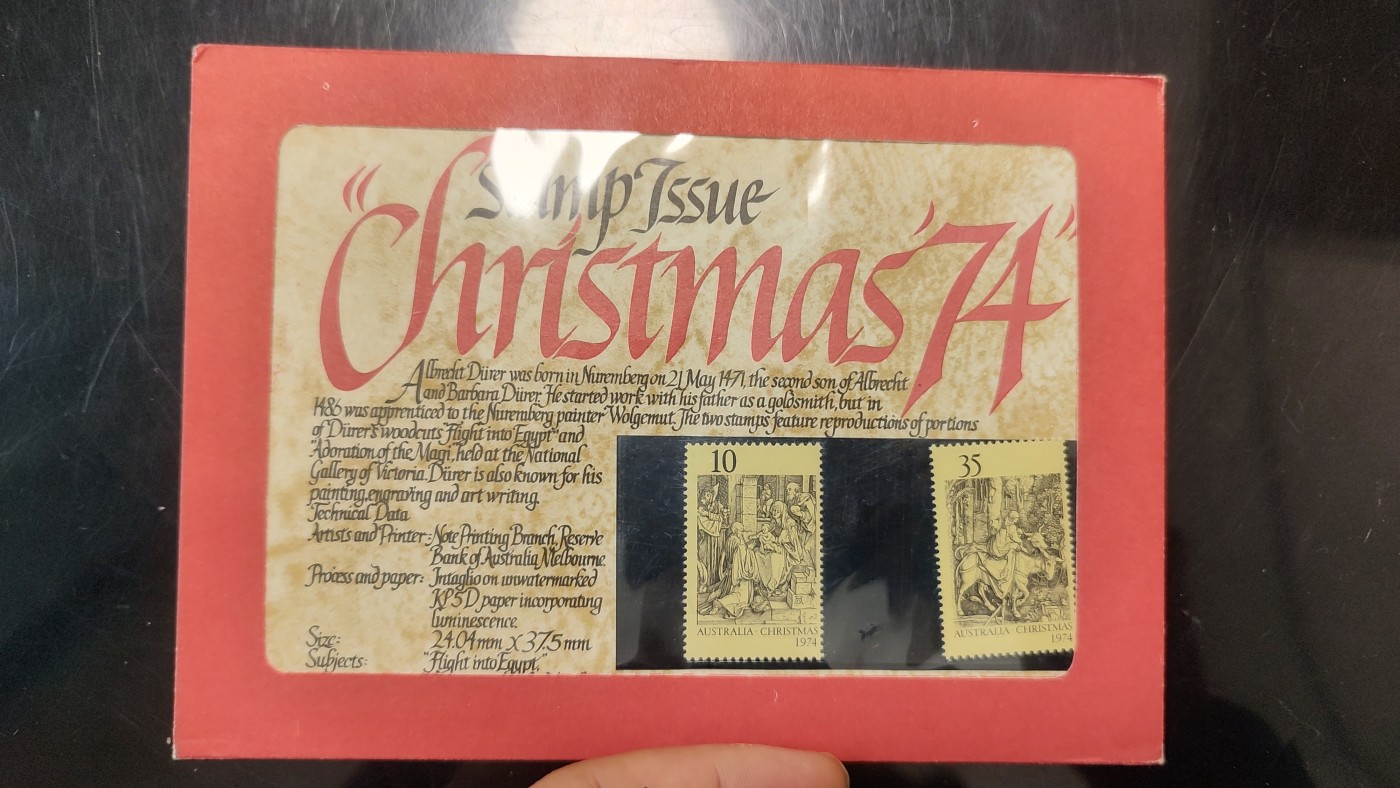 Stamp Issue
"Christmas '74"
Albrecht Dürer was born in Nuremberg on 21 May 1471, the second son of Albrecht
and Barbara Dürer. He started work with his father as a goldsmith, but in
1486 was apprenticed to the Nuremberg painter Wolgemut. The two stamps feature reproductions of portions
of Dürer's woodcuts "Flight into Egypt" and
"Adoration of the Magi", held at the National
Gallery of Victoria. Dürer is also known for his
painting, engraving and art writing.
Technical Data
Artists and Printer: Note Printing Branch, Reserve
Bank of Australia, Melbourne.
Process and paper: Intaglio on unwatermarked
KPSD paper incorporating
luminescence.
Size: 24.04mm X 37.5mm
Subjects: "Flight into Egypt."
10
AUSTRALIA · CHRISTMAS
1974
35
AUSTRALIA CHRISTMAS
1974